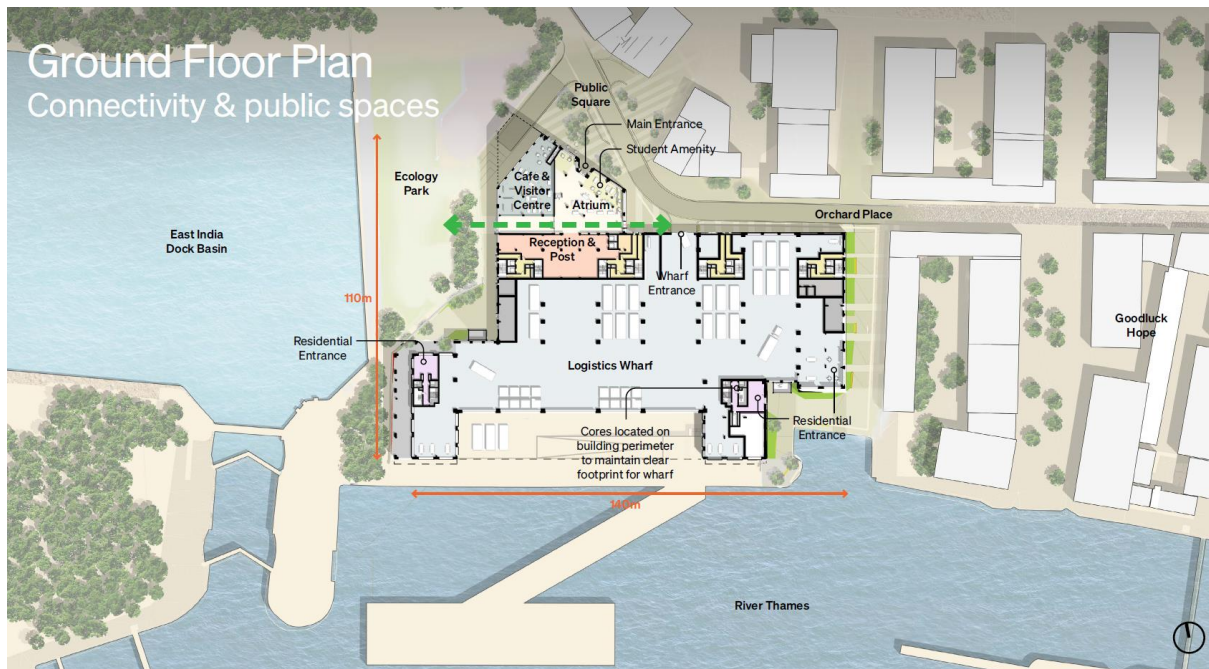 Ground Floor Plan
Connectivity & public spaces
Public
Square
Main Entrance
Student Amenity
Ecology
Park
Cafe &
Visitor
Centre
Atrium
Orchard Place
East India
Dock Basin
Reception &
Post
Wharf
Entrance
110m
Goodluck
Hope
Residential
Entrance
Logistics Wharf
Cores located on
building perimeter
to maintain clear
footprint for wharf
Residential
Entrance
140m
River Thames